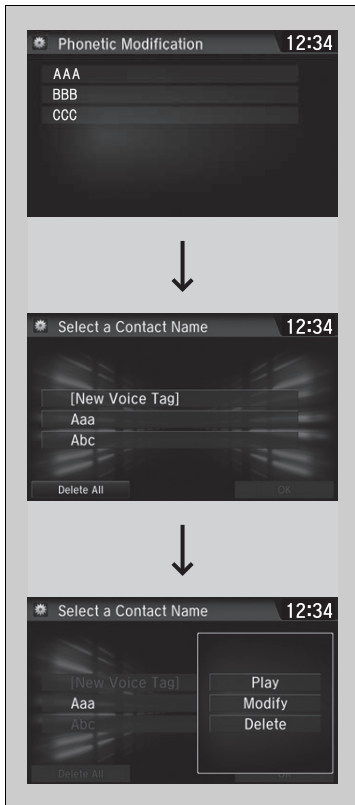 Phonetic Modification 12:34
AAA
BBB
CCC
Select a Contact Name 12:34
[New Voice Tag]
Aaa
Abc
Delete All OK
Select a Contact Name 12:34
[New Voice Tag]
Aaa
Abc
Play
Modify
Delete
Delete All OK